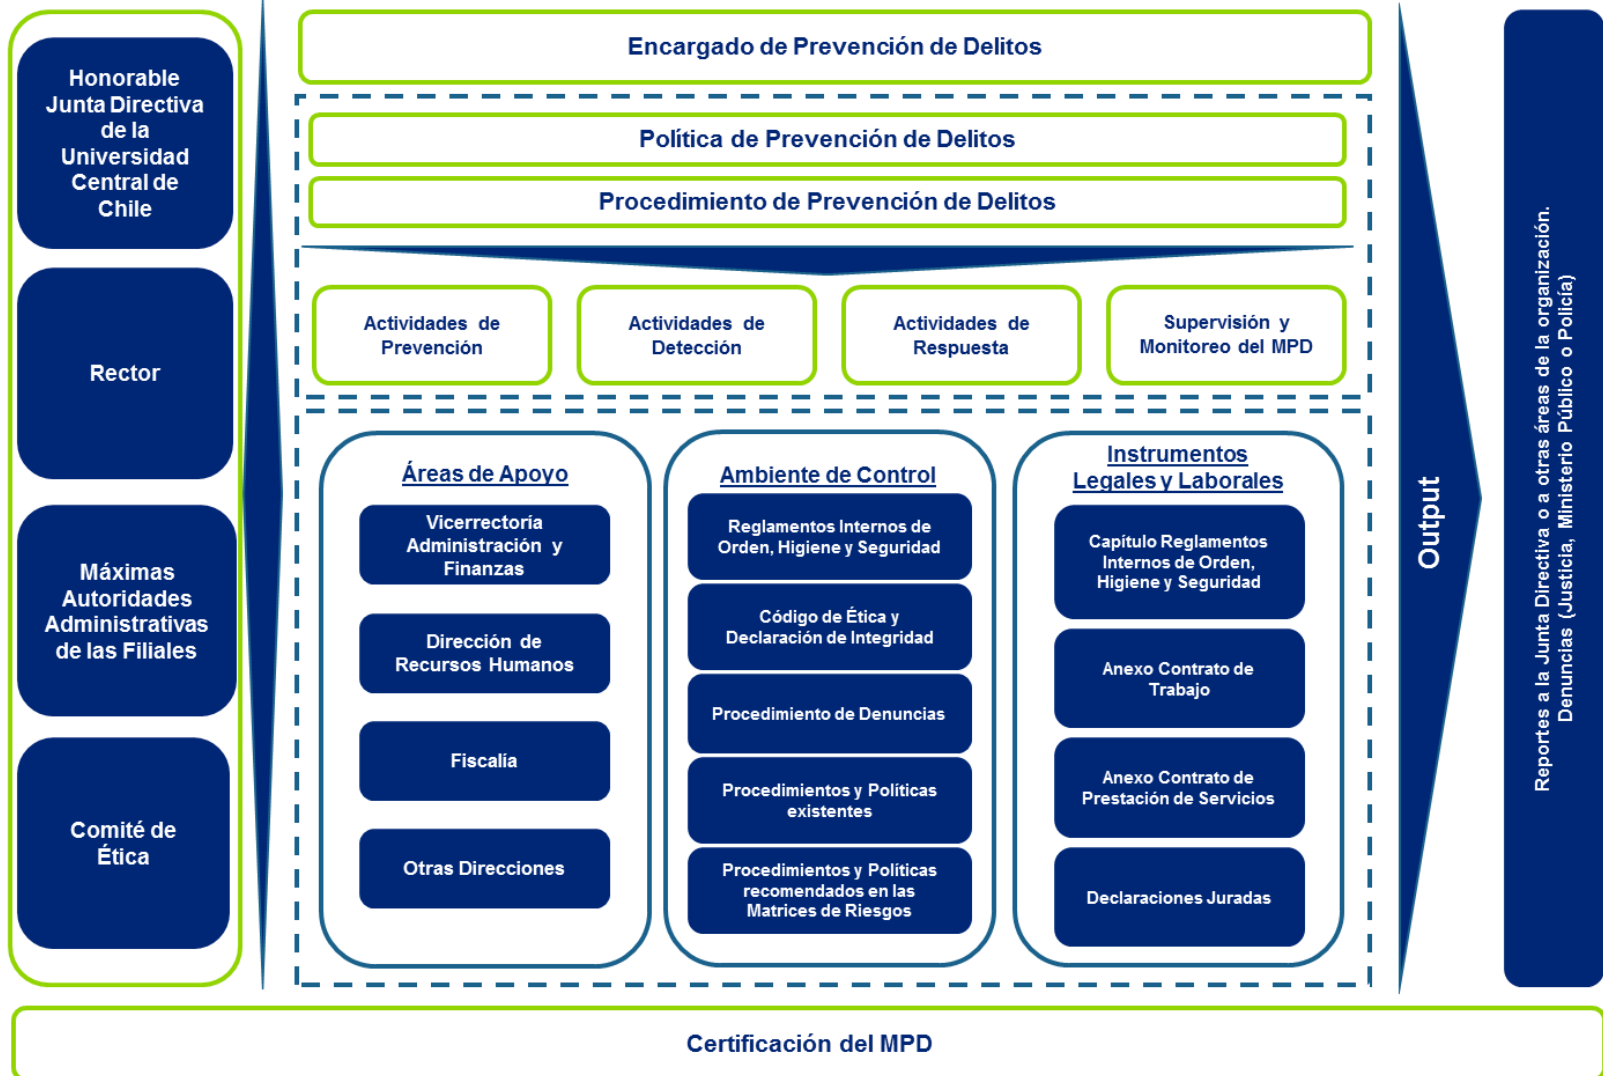 Honorable
Junta Directiva
de la
Universidad
Central de
Chile
Rector
Máximas
Autoridades
Administrativas
de las Filiales
Comité de
Ética
Encargado de Prevención de Delitos
Política de Prevención de Delitos
Procedimiento de Prevención de Delitos
Actividades de
Prevención
Actividades de
Detección
Actividades de
Respuesta
Supervisión y
Monitoreo del MPD
Áreas de Apoyo
Vicerrectoría
Administración y
Finanzas
Dirección de
Recursos Humanos
Fiscalía
Otras Direcciones
Ambiente de Control
Reglamentos Internos de
Orden, Higiene y Seguridad
Código de Ética y
Declaración de Integridad
Procedimiento de Denuncias
Procedimientos y Políticas
existentes
Procedimientos y Políticas
recomendados en las
Matrices de Riesgos
Instrumentos
Legales y Laborales
Capítulo Reglamentos
Internos de Orden,
Higiene y Seguridad
Anexo Contrato de
Trabajo
Anexo Contrato de
Prestación de Servicios
Declaraciones Juradas
Output
Reportes a la Junta Directiva o a otras áreas de la organización.
Denuncias (Justicia, Ministerio Público o Policía)
Certificación del MPD